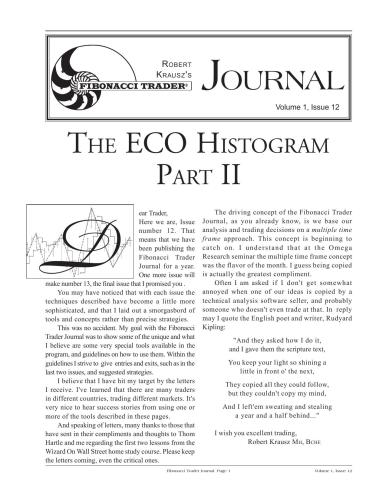 ROBERT
KRAUSZ'S
FIBONACCI TRADER®
JOURNAL
Volume 1, Issue 12
THE ECO HISTOGRAM
PART II
D
ear Trader,
Here we are, Issue
number 12. That
means that we have
been publishing the
Fibonacci Trader
Journal for a year.
One more issue will
make number 13, the final issue that I promised you .
You may have noticed that with each issue the
techniques described have become a little more
sophisticated, and that I laid out a smorgasbord of
tools and concepts rather than precise strategies.
This was no accident. My goal with the Fibonacci
Trader Journal was to show some of the unique and what
I believe are some very special tools available in the
program, and guidelines on how to use them. Within the
guidelines I strive to give entries and exits, such as in the
last two issues, and suggested strategies.
I believe that I have hit my target by the letters
I receive. I've learned that there are many traders
in different countries, trading different markets. It's
very nice to hear success stories from using one or
more of the tools described in these pages.
And speaking of letters, many thanks to those that
have sent in their compliments and thoughts to Thom
Hartle and me regarding the first two lessons from the
Wizard On Wall Street home study course. Please keep
the letters coming, even the critical ones.
The driving concept of the Fibonacci Trader
Journal, as you already know, is we base our
analysis and trading decisions on a multiple time
frame approach. This concept is beginning to
catch on. I understand that at the Omega
Research seminar the multiple time frame concept
was the flavor of the month. I guess being copied
is actually the greatest compliment.
Often I am asked if I don't get somewhat
annoyed when one of our ideas is copied by a
technical analysis software seller, and probably
someone who doesn't even trade at that. In reply
may I quote the English poet and writer, Rudyard
Kipling:
"And they asked how I do it,
and i gave them the scripture text,
You keep your light so shining a
little in front o' the next,
They copied all they could follow,
but they couldn't copy my mind,
And I left'em sweating and stealing
a year and a half behind..."
I wish you excellent trading,
Robert Krausz MH, BCHE
Fibonacci Trader Journal Page 1
Volume 1, Issue 12